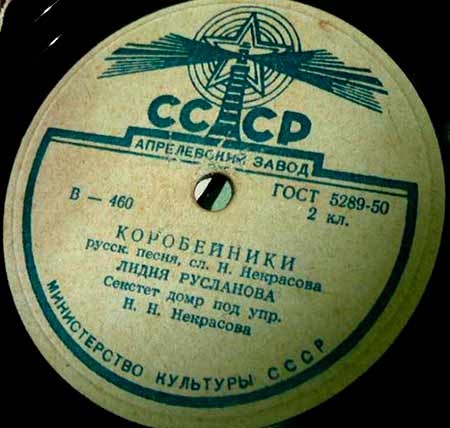 СССР
АПРЕЛЕВСКИЙ ЗАВОД
В — 460
ГОСТ 5289-50
2 кл.
КОРОБЕЙНИКИ
русск. песня, сл. Н. Некрасова
ЛИДИЯ РУСЛАНОВА
Секстет домр под упр.
Н. Н. Некрасова
МИНИСТЕРСТВО КУЛЬТУРЫ СССР